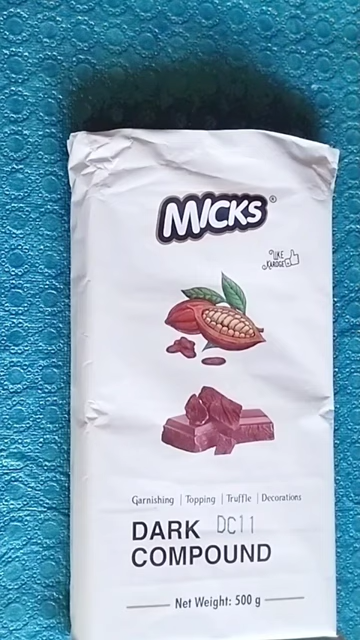 MICKS®
LIKE
KAROGE
Garnishing | Topping | Truffle | Decorations
DARK DC11
COMPOUND
Net Weight: 500 g